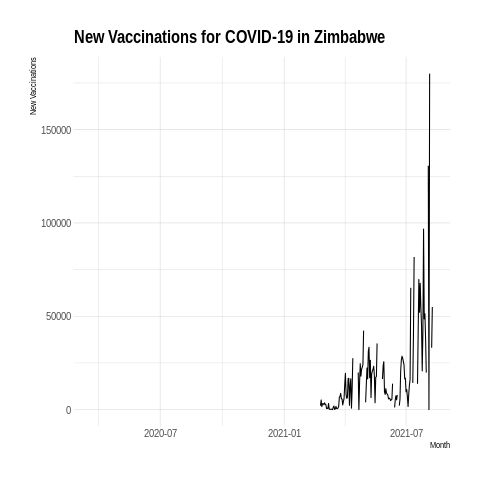 New Vaccinations for COVID-19 in Zimbabwe
New Vaccinations
150000
100000
50000
0
2020-07
2021-01
2021-07
Month